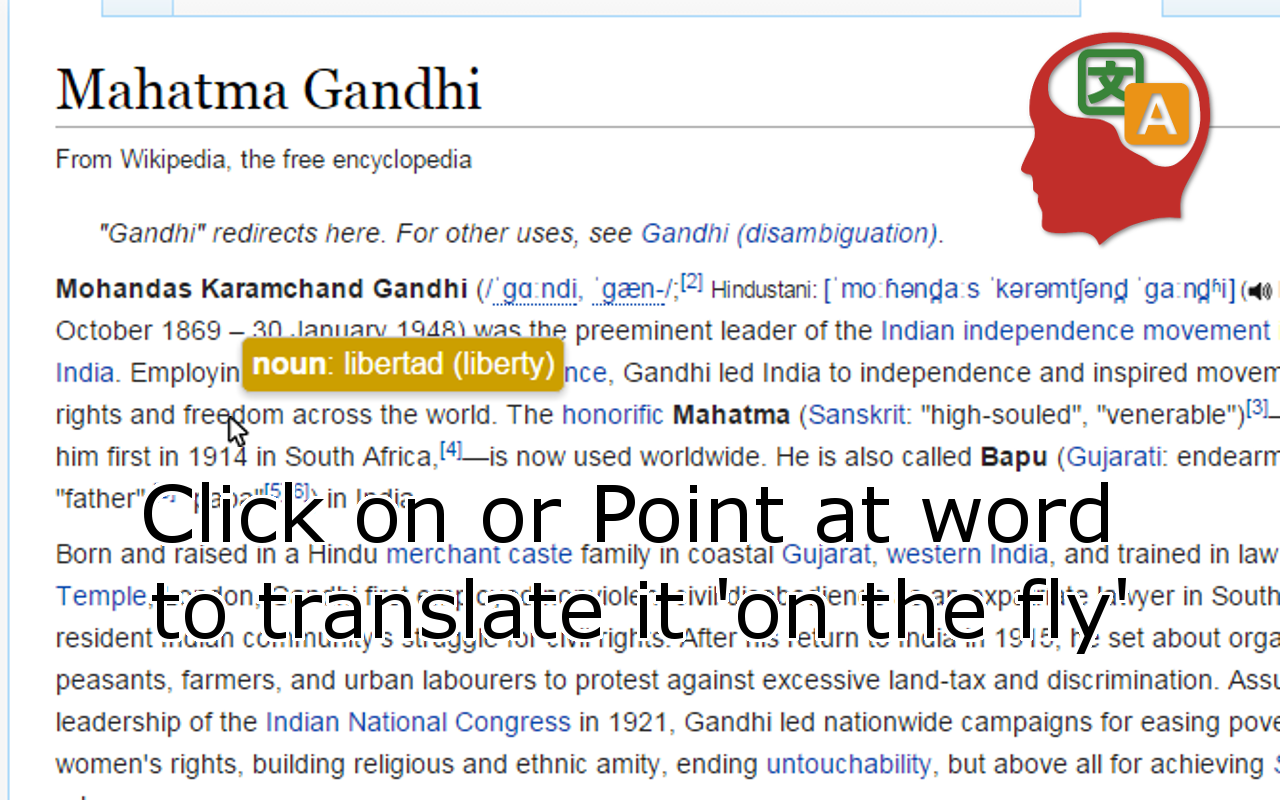 Mahatma Gandhi
文
A
From Wikipedia, the free encyclopedia
"Gandhi" redirects here. For other uses, see Gandhi (disambiguation).
Mohandas Karamchand Gandhi (/ˈɡɑːndi, ˈɡæn-/;[2] Hindustani: [ˈmoːɦənd̪aːs ˈkərəmtʃənd̪ ˈɡaːnd̪ʱi] (
October 1869 – 30 January 1948) was the preeminent leader of the Indian independence movement
noun: libertad (liberty)
India. Employin nce, Gandhi led India to independence and inspired movem
rights and freedom across the world. The honorific Mahatma (Sanskrit: "high-souled", "venerable")[3]—
him first in 1914 in South Africa,[4]—is now used worldwide. He is also called Bapu (Gujarati: endearm
"father", "papa"[5][6]) in India.
Click on or Point at word
Born and raised in a Hindu merchant caste family in coastal Gujarat, western India, and trained in law
to translate it 'on the fly'
Temple, London, Gandhi first employed nonviolent civil disobedience as an expatriate lawyer in South
resident Indian community's struggle for civil rights. After his return to India in 1915, he set about orga
peasants, farmers, and urban labourers to protest against excessive land-tax and discrimination. Assu
leadership of the Indian National Congress in 1921, Gandhi led nationwide campaigns for easing pove
women's rights, building religious and ethnic amity, ending untouchability, but above all for achieving S